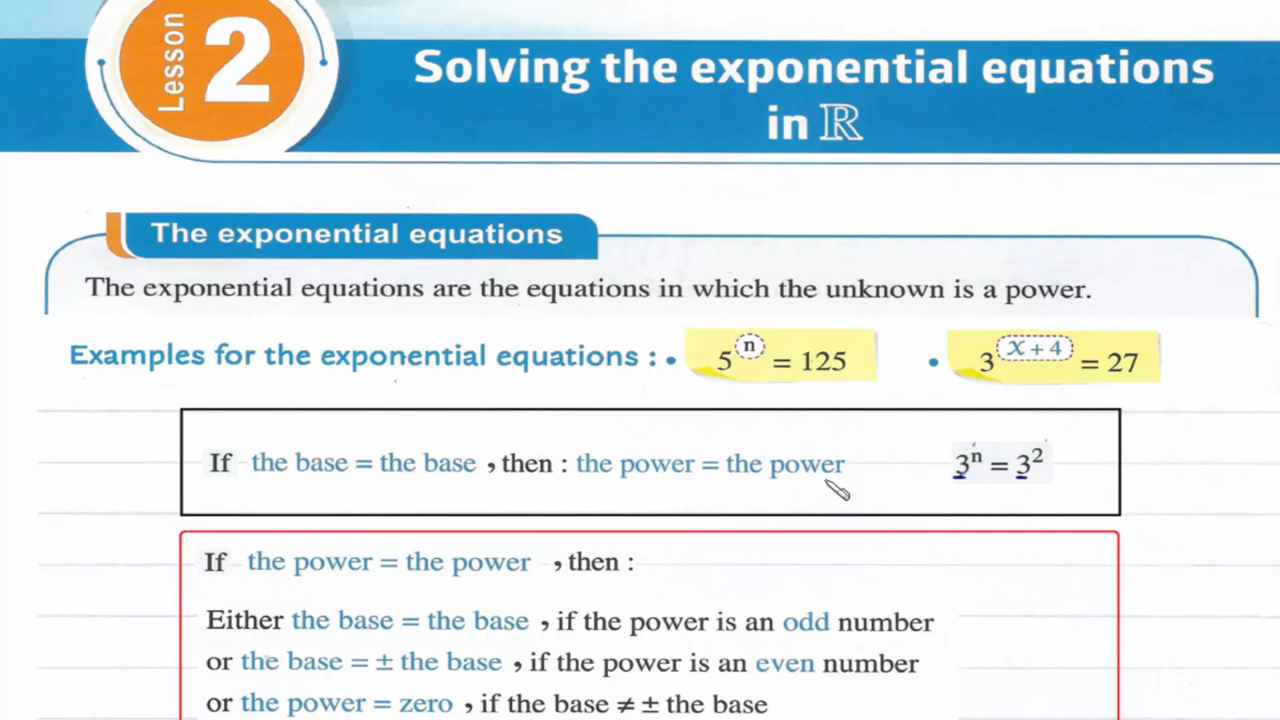 Lesson 2
Solving the exponential equations
in ℝ
The exponential equations
The exponential equations are the equations in which the unknown is a power.
Examples for the exponential equations : • 5ⁿ = 125 • 3^(x + 4) = 27
If the base = the base , then : the power = the power 3ⁿ = 3²
If the power = the power , then :
Either the base = the base , if the power is an odd number
or the base = ± the base , if the power is an even number
or the power = zero , if the base ≠ ± the base